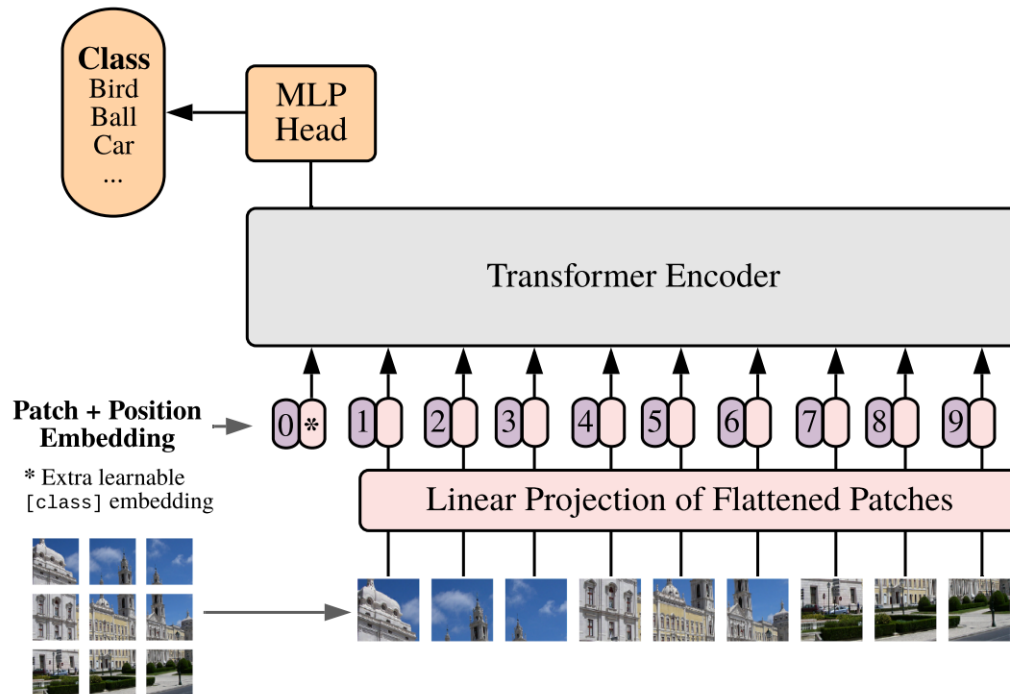 Class
Bird
Ball
Car
...
MLP
Head
Transformer Encoder
Patch + Position
Embedding
0 * 1 2 3 4 5 6 7 8 9
* Extra learnable
[class] embedding
Linear Projection of Flattened Patches